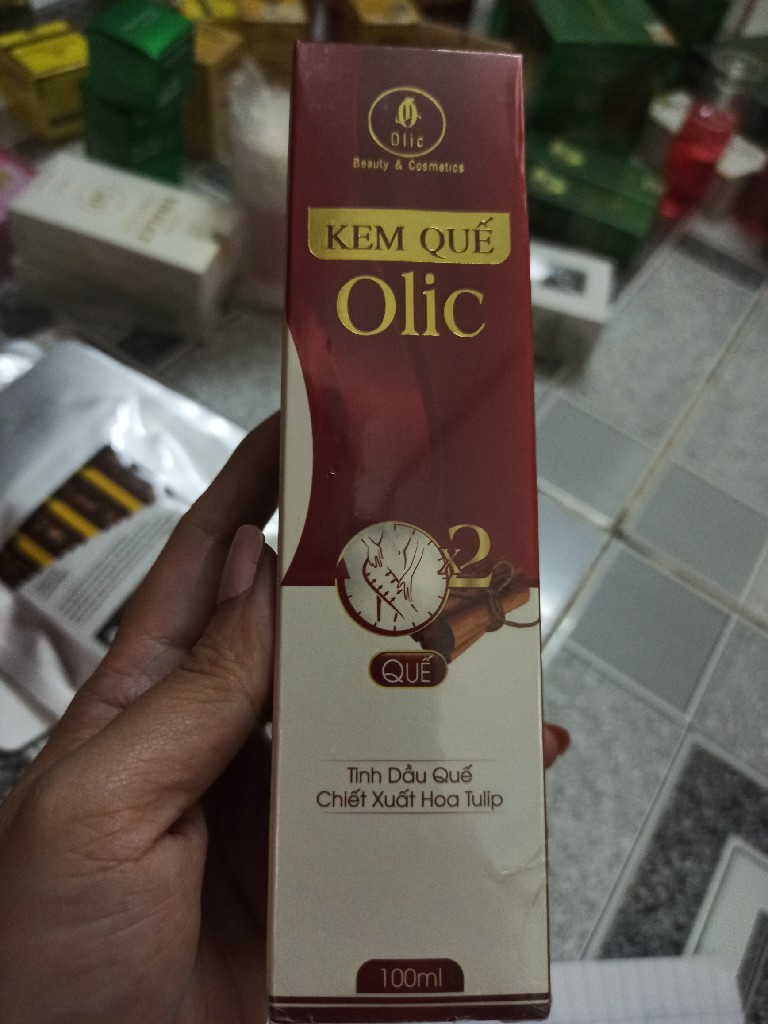 Olic
Beauty & Cosmetics
KEM QUẾ
Olic
x2
QUẾ
Tinh Dầu Quế
Chiết Xuất Hoa Tulip
100ml